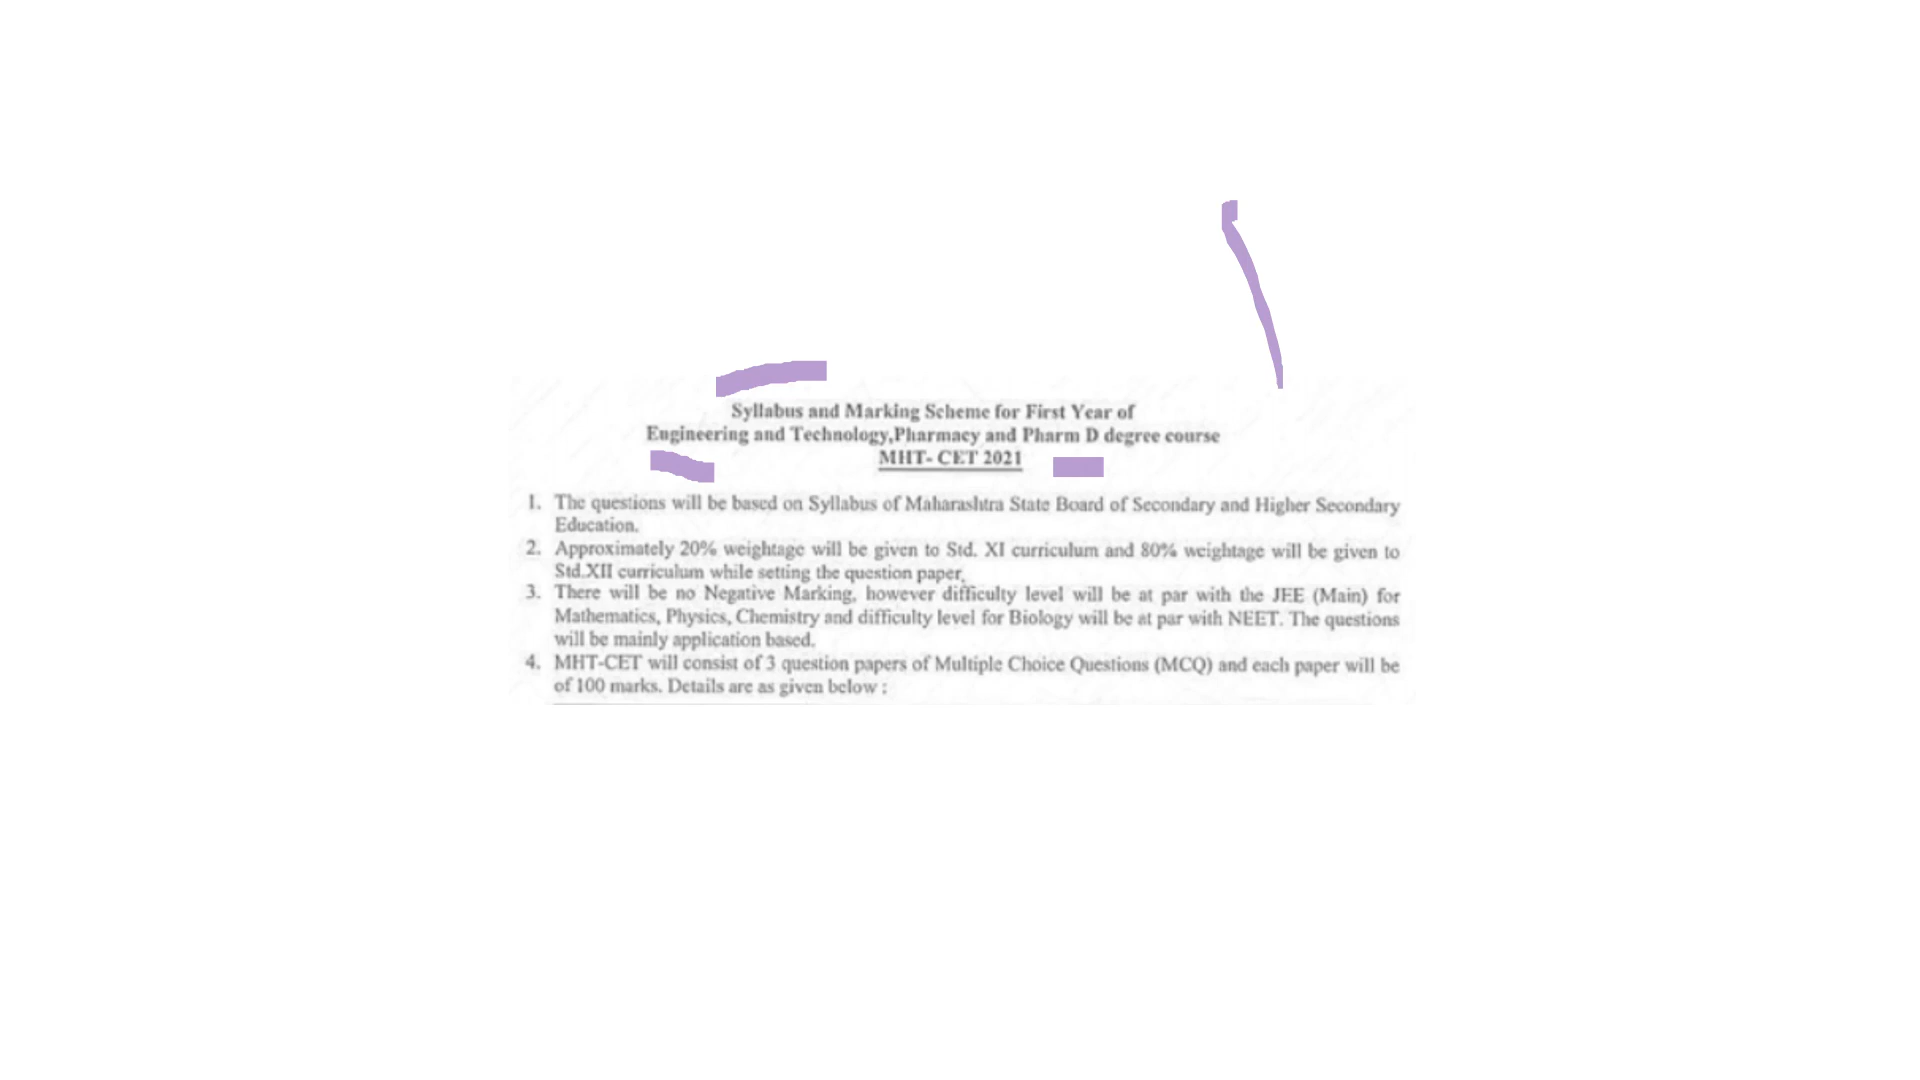 Syllabus and Marking Scheme for First Year of
Engineering and Technology,Pharmacy and Pharm D degree course
MHT- CET 2021
1. The questions will be based on Syllabus of Maharashtra State Board of Secondary and Higher Secondary
Education.
2. Approximately 20% weightage will be given to Std. XI curriculum and 80% weightage will be given to
Std.XII curriculum while setting the question paper.
3. There will be no Negative Marking, however difficulty level will be at par with the JEE (Main) for
Mathematics, Physics, Chemistry and difficulty level for Biology will be at par with NEET. The questions
will be mainly application based.
4. MHT-CET will consist of 3 question papers of Multiple Choice Questions (MCQ) and each paper will be
of 100 marks. Details are as given below :